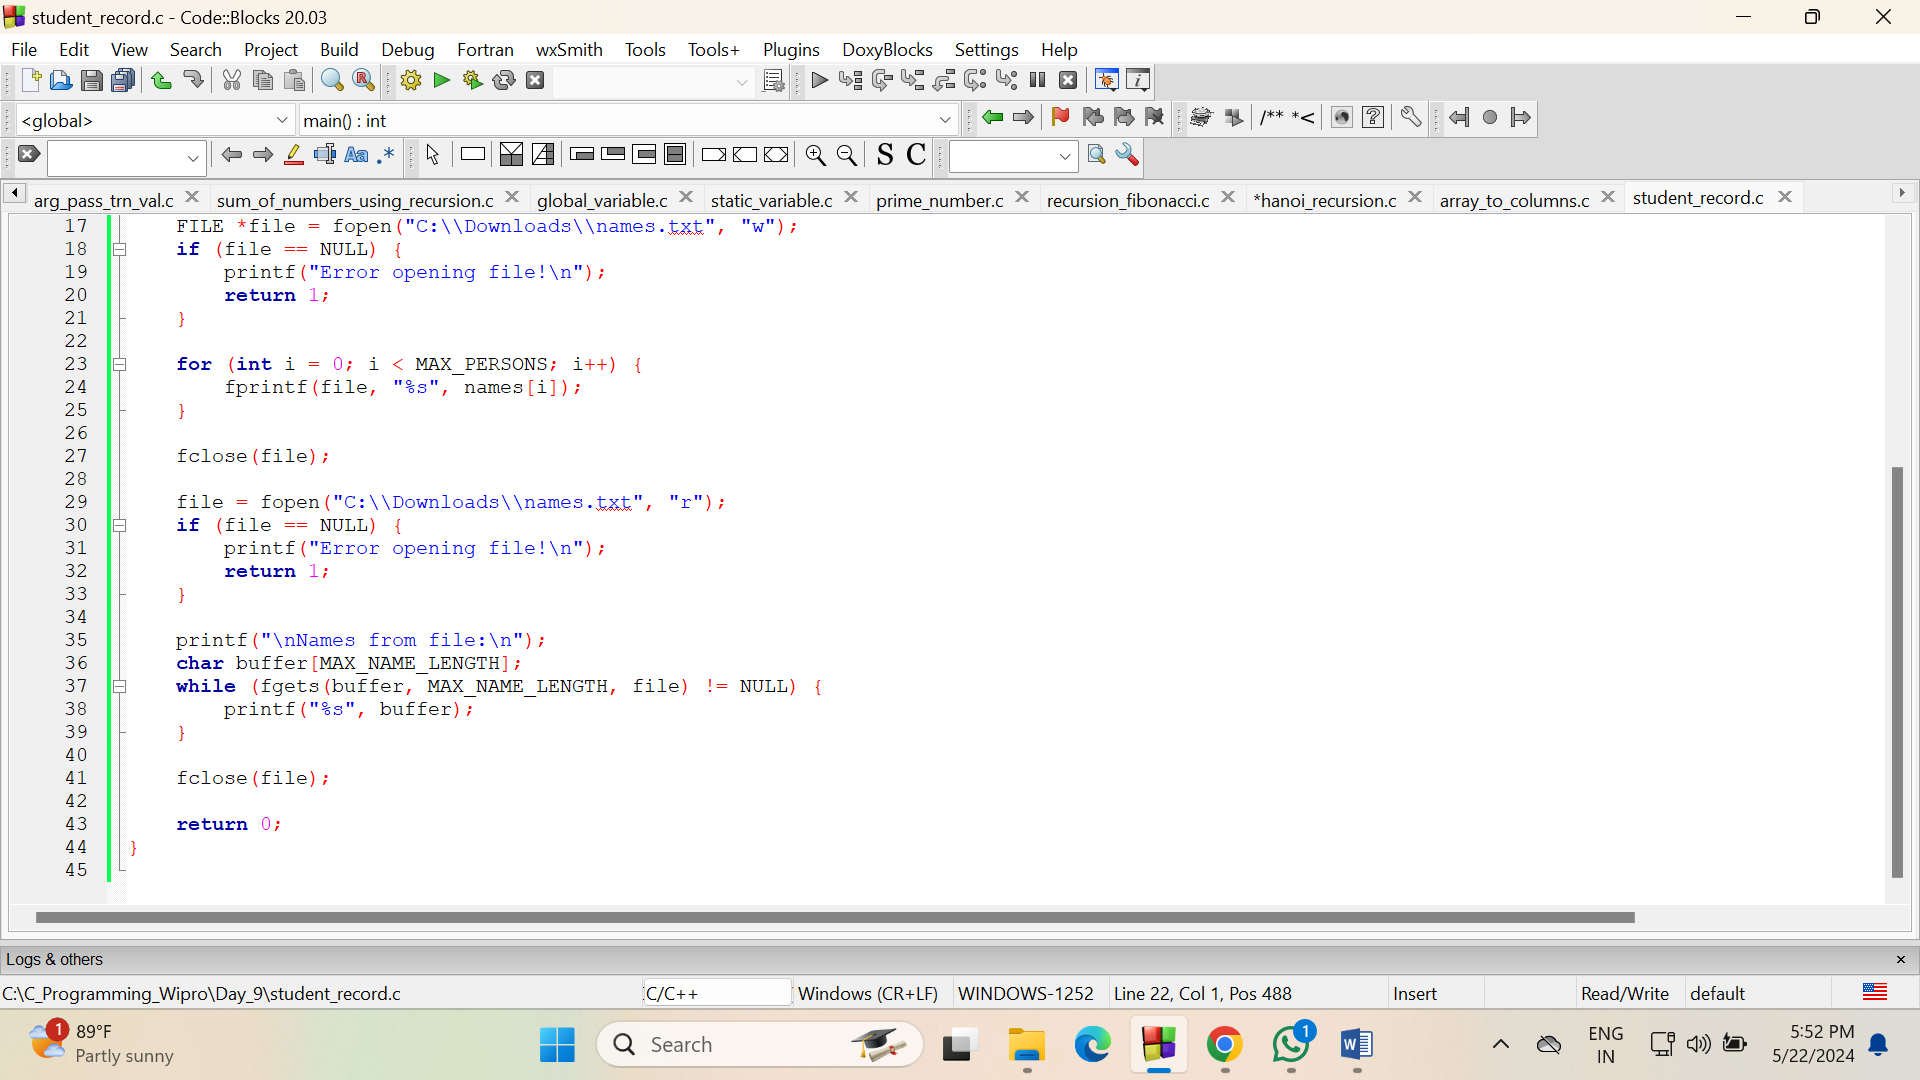 student_record.c - Code::Blocks 20.03
File Edit View Search Project Build Debug Fortran wxSmith Tools Tools+ Plugins DoxyBlocks Settings Help
<global> main() : int /** *<
Aa .* S C
arg_pass_trn_val.c sum_of_numbers_using_recursion.c global_variable.c static_variable.c prime_number.c recursion_fibonacci.c *hanoi_recursion.c array_to_columns.c student_record.c
17 FILE *file = fopen("C:\\Downloads\\names.txt", "w");
18 if (file == NULL) {
19 printf("Error opening file!\n");
20 return 1;
21 }
22
23 for (int i = 0; i < MAX_PERSONS; i++) {
24 fprintf(file, "%s", names[i]);
25 }
26
27 fclose(file);
28
29 file = fopen("C:\\Downloads\\names.txt", "r");
30 if (file == NULL) {
31 printf("Error opening file!\n");
32 return 1;
33 }
34
35 printf("\nNames from file:\n");
36 char buffer[MAX_NAME_LENGTH];
37 while (fgets(buffer, MAX_NAME_LENGTH, file) != NULL) {
38 printf("%s", buffer);
39 }
40
41 fclose(file);
42
43 return 0;
44 }
45
Logs & others
C:\C_Programming_Wipro\Day_9\student_record.c C/C++ Windows (CR+LF) WINDOWS-1252 Line 22, Col 1, Pos 488 Insert Read/Write default
1 89°F
Partly sunny
Search
1
ENG
IN
5:52 PM
5/22/2024